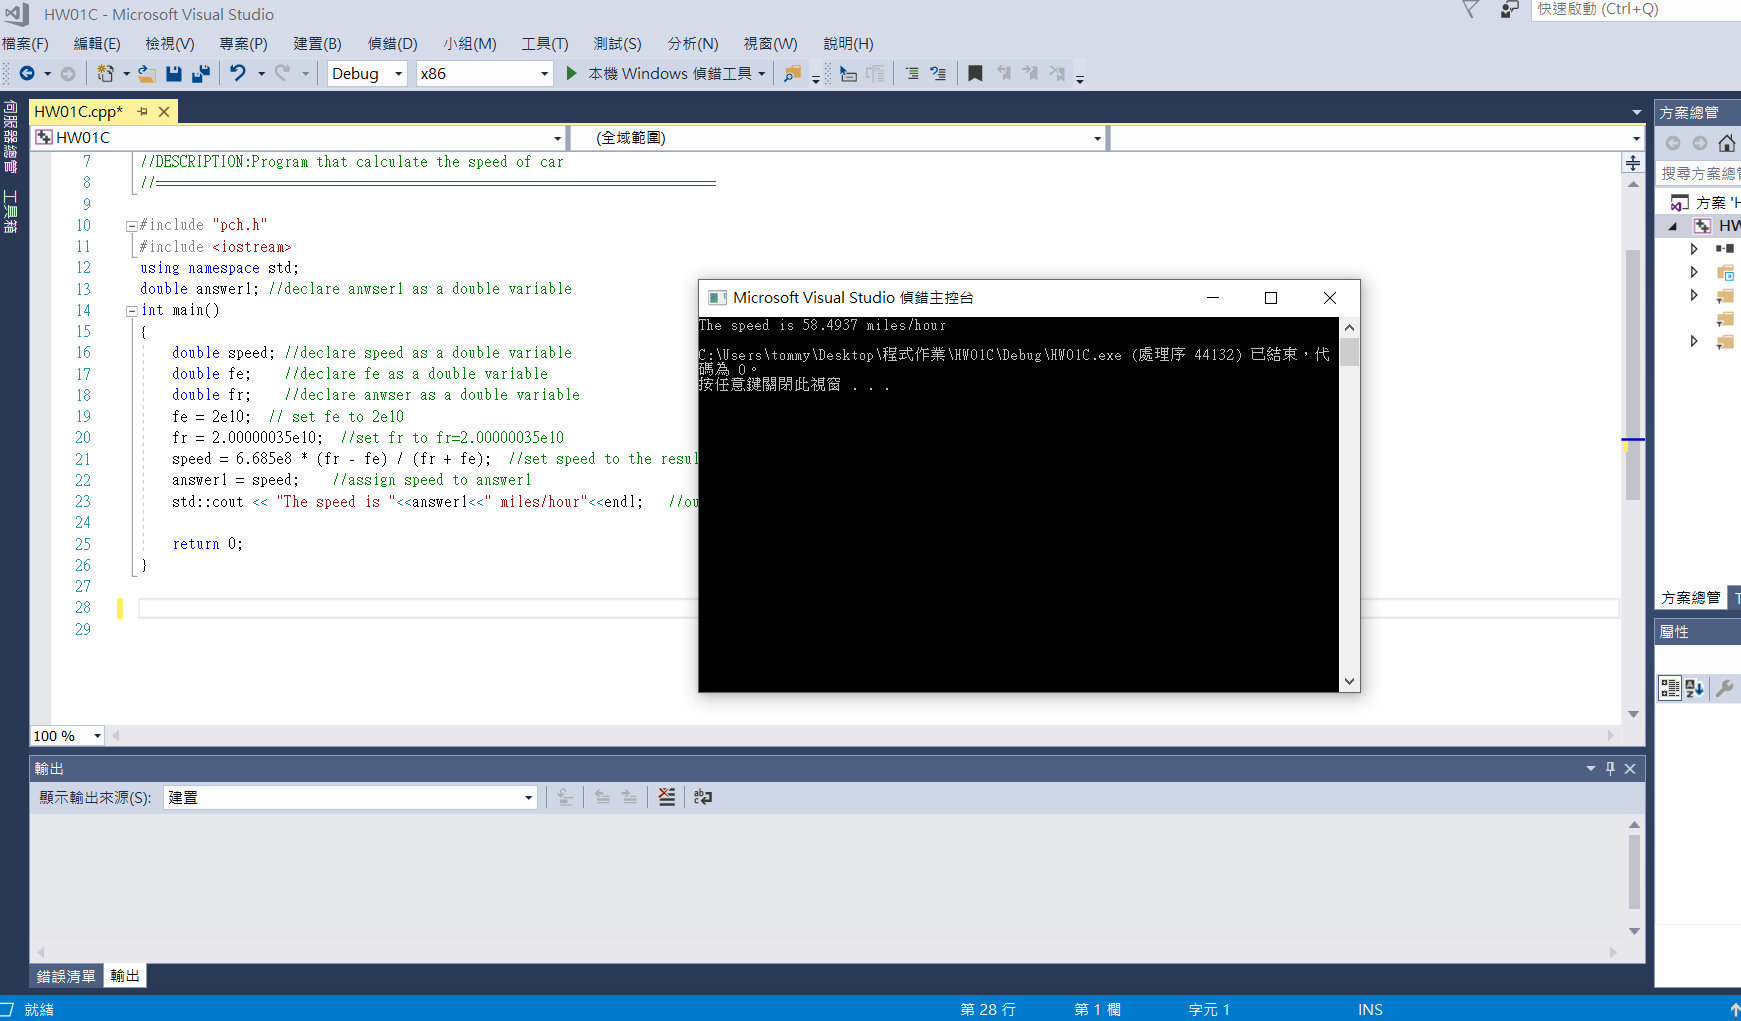 HW01C - Microsoft Visual Studio
快速啟動 (Ctrl+Q)
檔案(F) 編輯(E) 檢視(V) 專案(P) 建置(B) 偵錯(D) 小組(M) 工具(T) 測試(S) 分析(N) 視窗(W) 說明(H)
Debug x86 本機 Windows 偵錯工具
伺服器總管
工具箱
HW01C.cpp*
HW01C (全域範圍)
7 //DESCRIPTION:Program that calculate the speed of car
8 //======================================================================
9
10 #include "pch.h"
11 #include <iostream>
12 using namespace std;
13 double answer1; //declare anwser1 as a double variable
14 int main()
15 {
16 double speed; //declare speed as a double variable
17 double fe; //declare fe as a double variable
18 double fr; //declare anwser as a double variable
19 fe = 2e10; // set fe to 2e10
20 fr = 2.00000035e10; //set fr to fr=2.00000035e10
21 speed = 6.685e8 * (fr - fe) / (fr + fe); //set speed to the resul
22 answer1 = speed; //assign speed to answer1
23 std::cout << "The speed is "<<answer1<<" miles/hour"<<endl; //ou
24
25 return 0;
26 }
27
28
29
Microsoft Visual Studio 偵錯主控台
The speed is 58.4937 miles/hour
C:\Users\tommy\Desktop\程式作業\HW01C\Debug\HW01C.exe (處理序 44132) 已結束，代
碼為 0。
按任意鍵關閉此視窗 . . .
方案總管
搜尋方案總管
方案 'H
HW
方案總管 T
屬性
100 %
輸出
顯示輸出來源(S): 建置
錯誤清單 輸出
就緒 第 28 行 第 1 欄 字元 1 INS